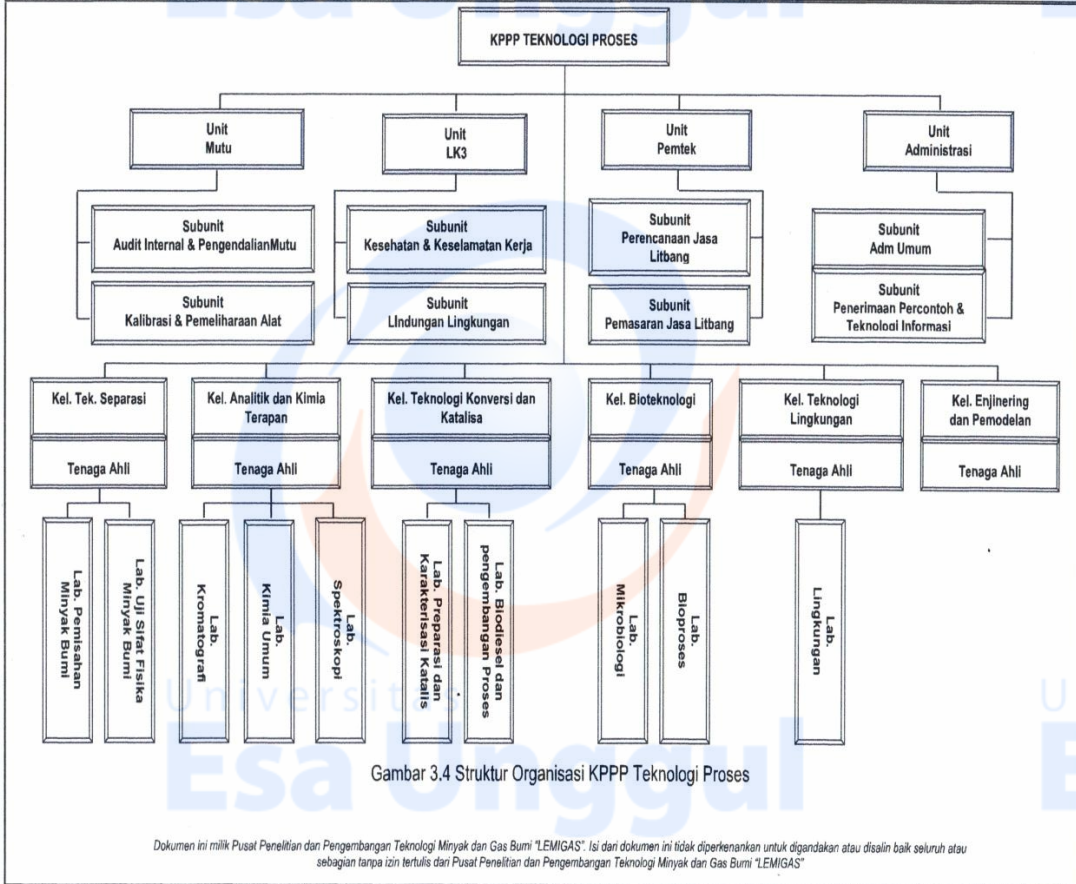 Esa Unggul
KPPP TEKNOLOGI PROSES
Unit
Mutu
Unit
LK3
Unit
Pemtek
Unit
Administrasi
Subunit
Audit Internal & PengendalianMutu
Subunit
Kesehatan & Keselamatan Kerja
Subunit
Perencanaan Jasa
Litbang
Subunit
Adm Umum
Subunit
Kalibrasi & Pemeliharaan Alat
Subunit
LIndungan Lingkungan
Subunit
Pemasaran Jasa Litbang
Subunit
Penerimaan Percontoh &
Teknologi Informasi
Kel. Tek. Separasi
Kel. Analitik dan Kimia
Terapan
Kel. Teknologi Konversi dan
Katalisa
Kel. Bioteknologi
Kel. Teknologi
Lingkungan
Kel. Enjinering
dan Pemodelan
Tenaga Ahli
Tenaga Ahli
Tenaga Ahli
Tenaga Ahli
Tenaga Ahli
Tenaga Ahli
Lab. Pemisahan
Minyak Bumi
Lab. Uji Sifat Fisika
Minyak Bumi
Lab.
Kromatografi
Lab.
Kimia Umum
Lab.
Spektroskopi
Lab. Preparasi dan
Karakterisasi Katalis
Lab. Biodiesel dan
pengembangan Proses
Lab.
Mikrobiologi
Lab.
Bioproses
Lab.
Lingkungan
Universitas
Esa Unggul
Gambar 3.4 Struktur Organisasi KPPP Teknologi Proses
Dokumen ini milik Pusat Penelitian dan Pengembangan Teknologi Minyak dan Gas Bumi "LEMIGAS". Isi dari dokumen ini tidak diperkenankan untuk digandakan atau disalin baik seluruh atau
sebagian tanpa izin tertulis dari Pusat Penelitian dan Pengembangan Teknologi Minyak dan Gas Bumi "LEMIGAS"